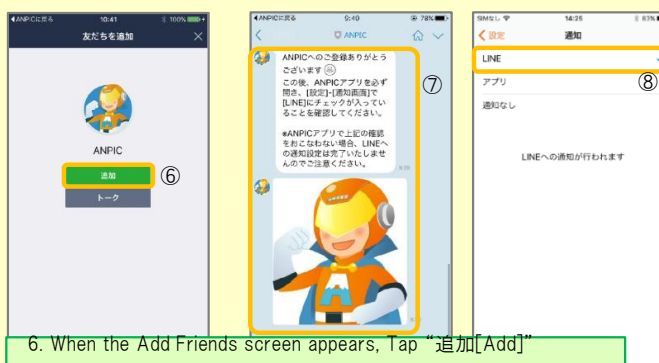 ANPICに戻る 10:41 100%
友だちを追加
ANPIC
追加
⑥
トーク
ANPICに戻る 9:40 78%
ANPIC
ANPICへのご登録ありがとう
ございます
この後、ANPICアプリを必ず
開き、[設定]-[通知画面]で
[LINE]にチェックが入ってい
ることを確認してください。
※ANPICアプリで上記の確認
をおこなわない場合、LINEへ
の通知設定は完了いたしませ
んのでご注意ください。
⑦
SIMなし 14:25 83%
設定 通知
LINE
⑧
アプリ
通知なし
LINEへの通知が行われます
6. When the Add Friends screen appears, Tap “追加[Add]”